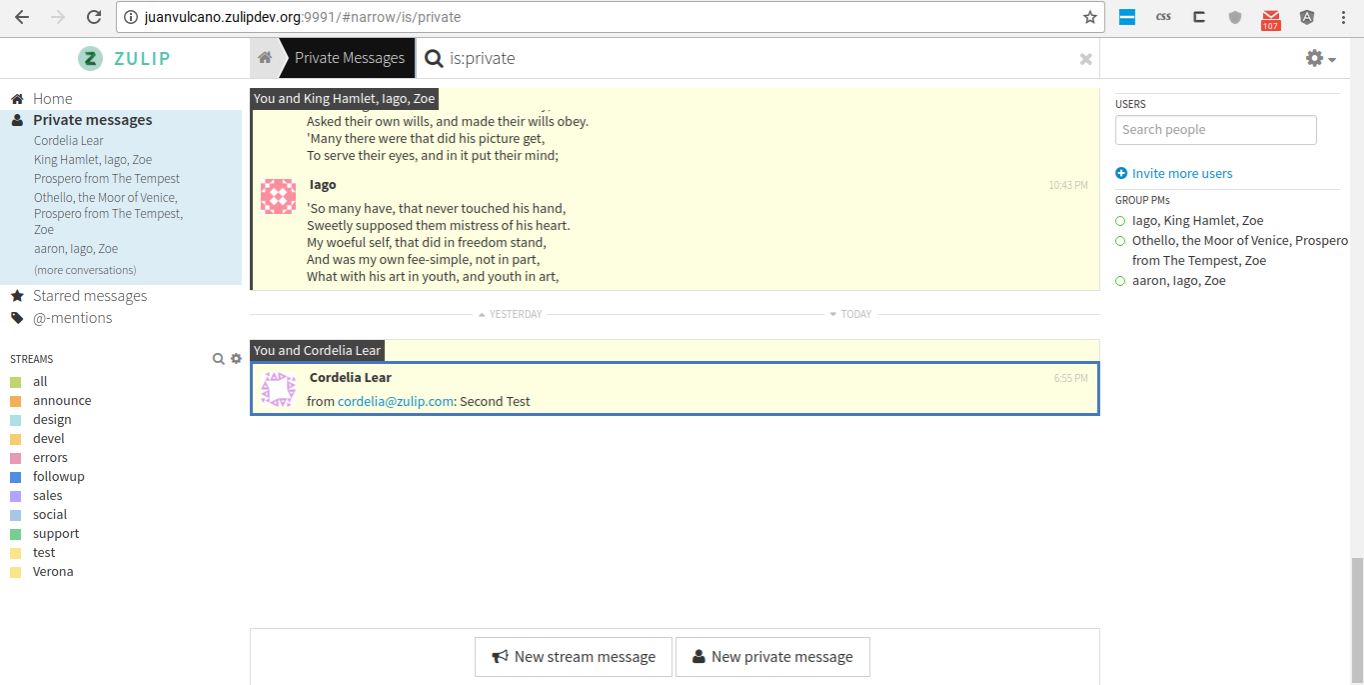 juanvulcano.zulipdev.org:9991/#narrow/is/private
css
107
ZULIP
Private Messages
is:private
Home
Private messages
Cordelia Lear
King Hamlet, Iago, Zoe
Prospero from The Tempest
Othello, the Moor of Venice,
Prospero from The Tempest,
Zoe
aaron, Iago, Zoe
(more conversations)
Starred messages
@-mentions
STREAMS
all
announce
design
devel
errors
followup
sales
social
support
test
Verona
You and King Hamlet, Iago, Zoe
Asked their own wills, and made their wills obey.
'Many there were that did his picture get,
To serve their eyes, and in it put their mind;
Iago
10:43 PM
'So many have, that never touched his hand,
Sweetly supposed them mistress of his heart.
My woeful self, that did in freedom stand,
And was my own fee-simple, not in part,
What with his art in youth, and youth in art,
YESTERDAY
TODAY
You and Cordelia Lear
Cordelia Lear
6:55 PM
from cordelia@zulip.com: Second Test
New stream message
New private message
USERS
Search people
Invite more users
GROUP PMs
Iago, King Hamlet, Zoe
Othello, the Moor of Venice, Prospero
from The Tempest, Zoe
aaron, Iago, Zoe